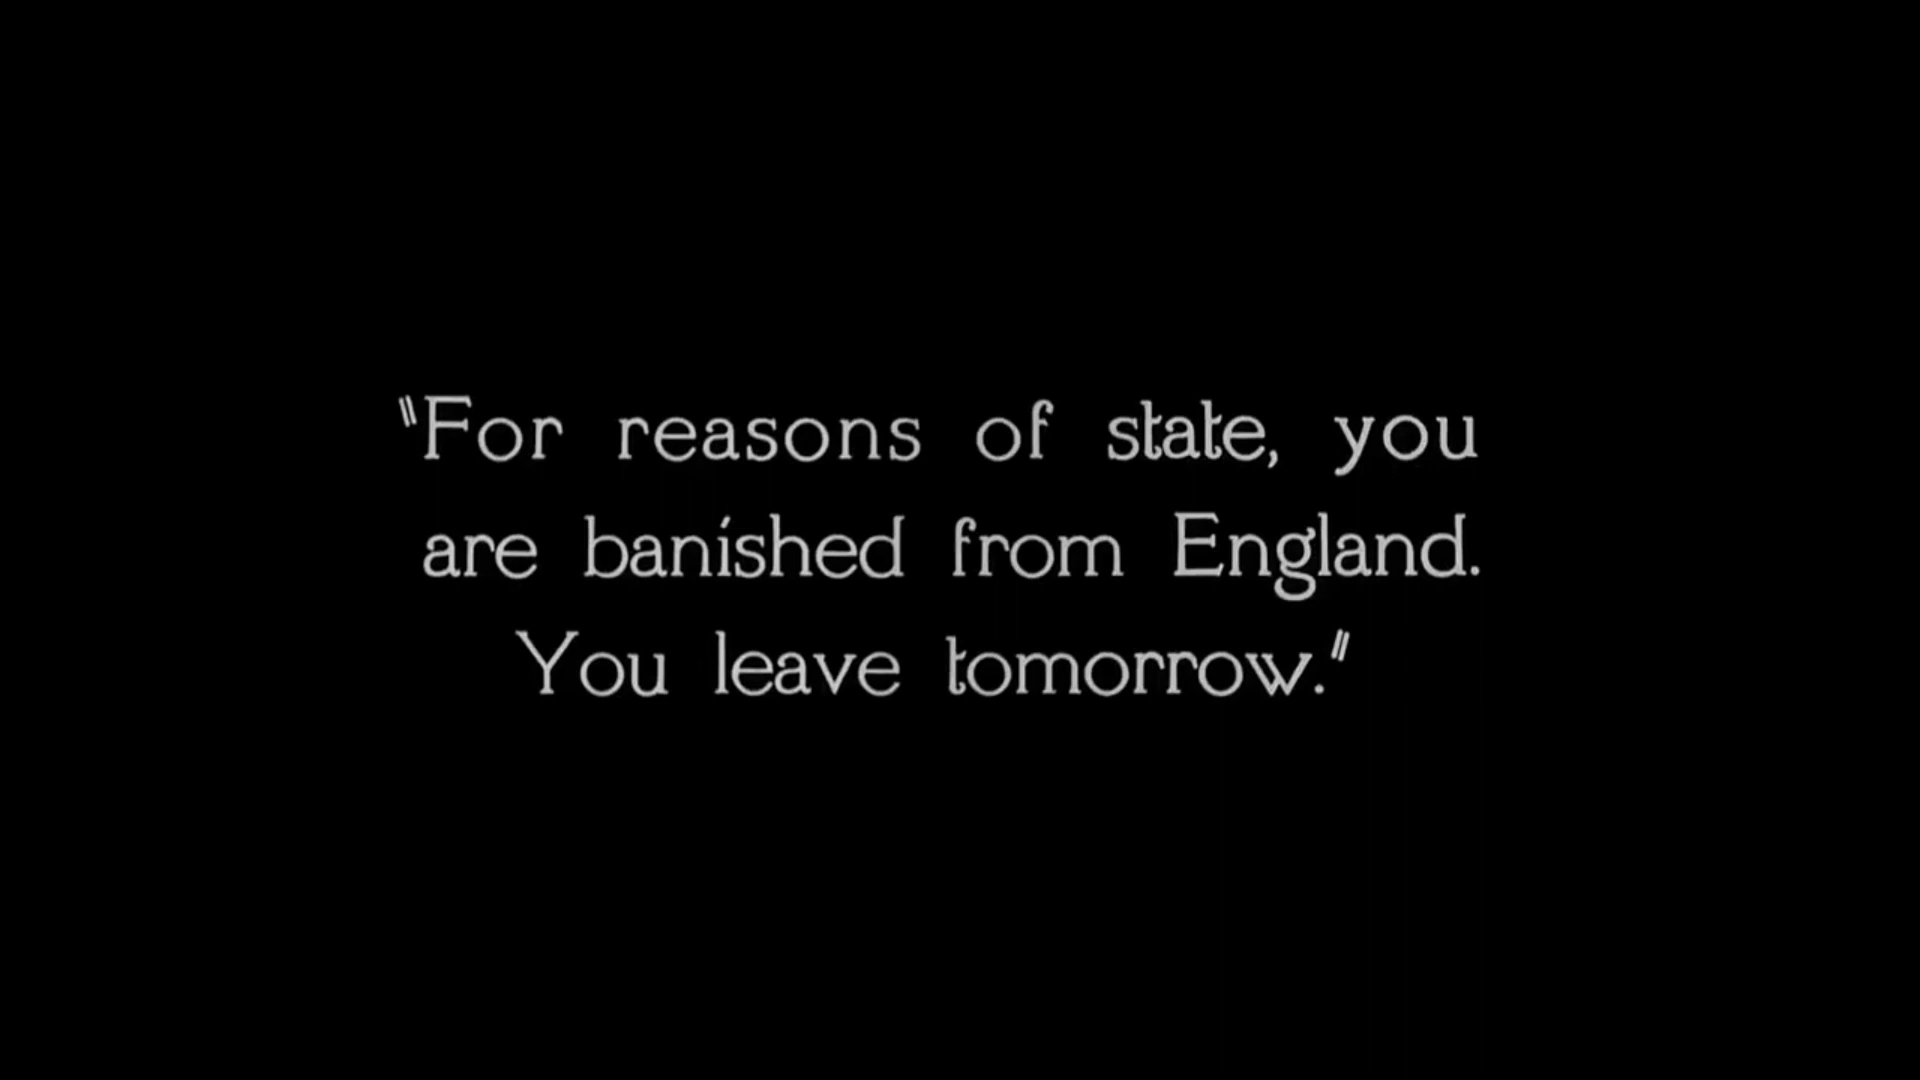 "For reasons of state, you
are banished from England.
You leave tomorrow."